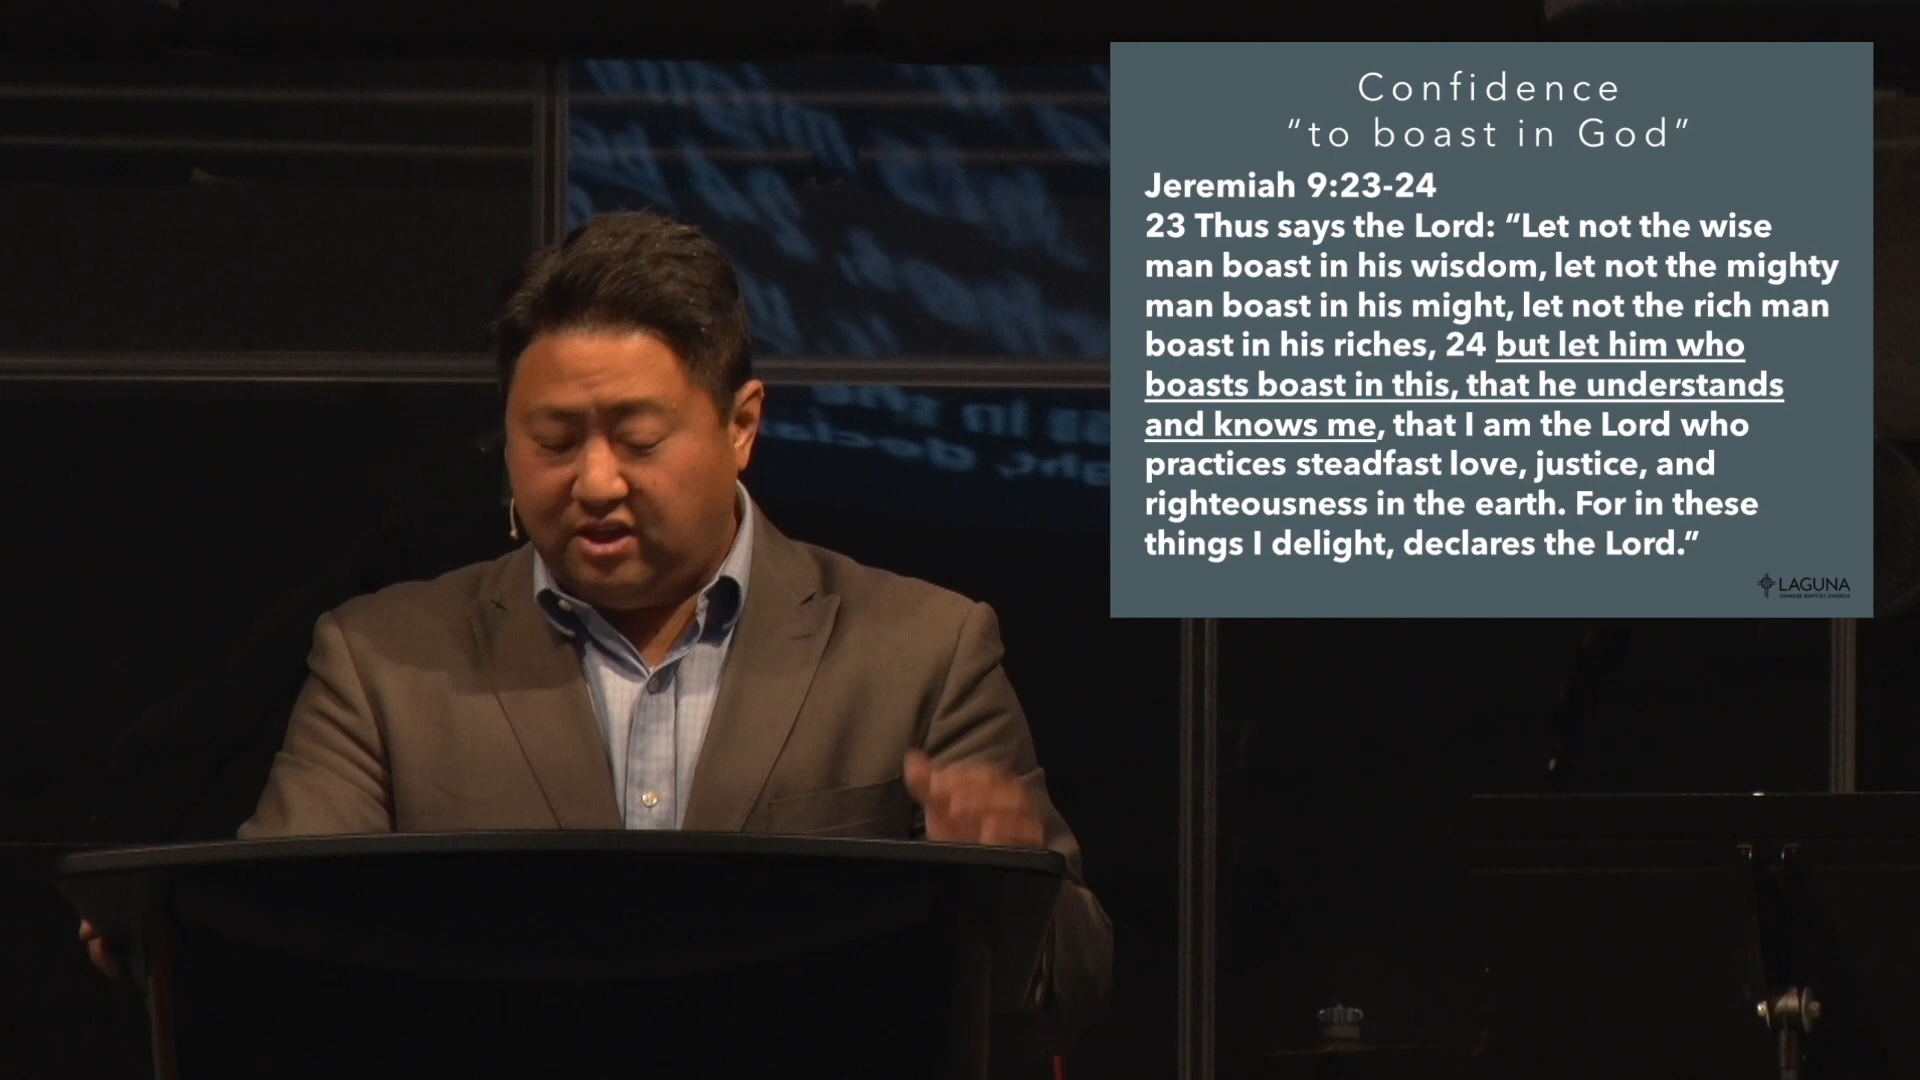 Confidence
“to boast in God”
Jeremiah 9:23-24
23 Thus says the Lord: “Let not the wise
man boast in his wisdom, let not the mighty
man boast in his might, let not the rich man
boast in his riches, 24 but let him who
boasts boast in this, that he understands
and knows me, that I am the Lord who
practices steadfast love, justice, and
righteousness in the earth. For in these
things I delight, declares the Lord.”
LAGUNA
CHINESE BAPTIST CHURCH